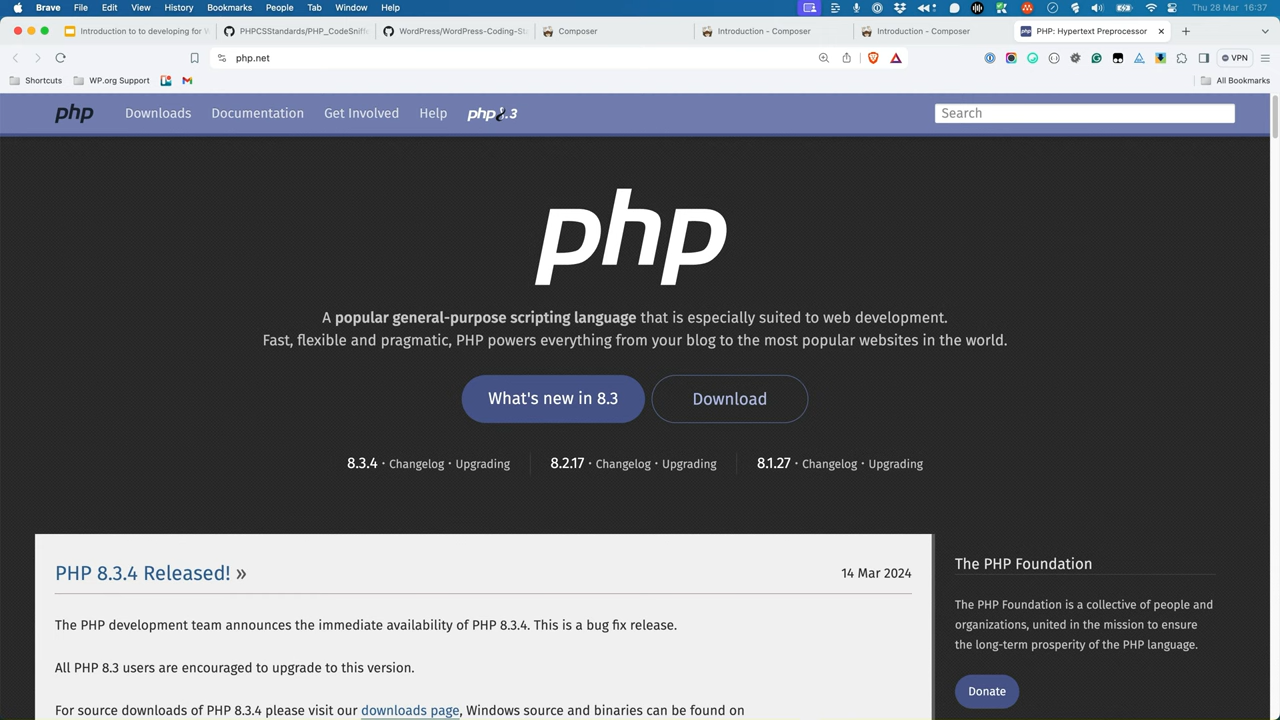 Brave File Edit View History Bookmarks People Tab Window Help Thu 28 Mar 16:37
Introduction to to developing for W PHPCSStandards/PHP_CodeSniffe WordPress/WordPress-Coding-Sta Composer Introduction - Composer Introduction - Composer PHP: Hypertext Preprocessor
php.net VPN
Shortcuts WP.org Support All Bookmarks
php Downloads Documentation Get Involved Help php8.3 Search
php
A popular general-purpose scripting language that is especially suited to web development.
Fast, flexible and pragmatic, PHP powers everything from your blog to the most popular websites in the world.
What's new in 8.3 Download
8.3.4 · Changelog · Upgrading 8.2.17 · Changelog · Upgrading 8.1.27 · Changelog · Upgrading
PHP 8.3.4 Released! » 14 Mar 2024
The PHP development team announces the immediate availability of PHP 8.3.4. This is a bug fix release.
All PHP 8.3 users are encouraged to upgrade to this version.
For source downloads of PHP 8.3.4 please visit our downloads page, Windows source and binaries can be found on
The PHP Foundation
The PHP Foundation is a collective of people and
organizations, united in the mission to ensure
the long-term prosperity of the PHP language.
Donate